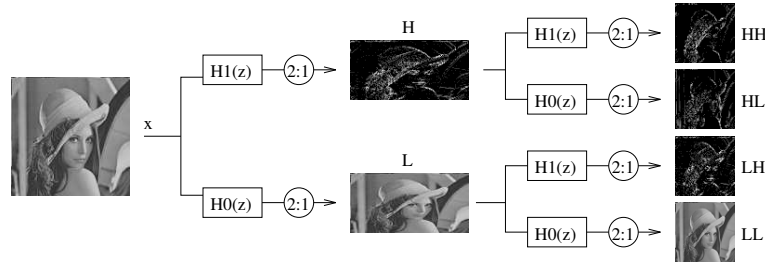 H
H1(z) 2:1 HH
H1(z) 2:1
H0(z) 2:1 HL
x
L
H1(z) 2:1 LH
H0(z) 2:1
H0(z) 2:1 LL